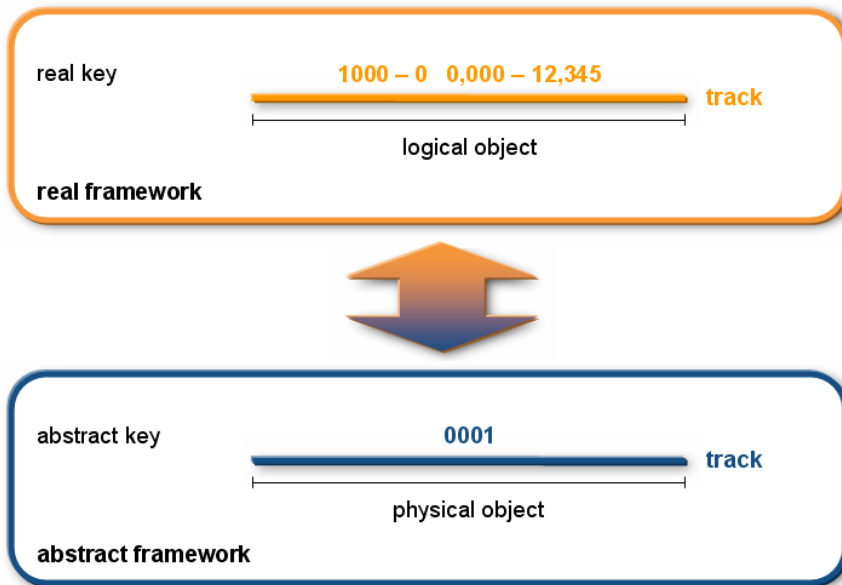 real key 1000 – 0 0,000 – 12,345
track
logical object
real framework
abstract key 0001
track
physical object
abstract framework